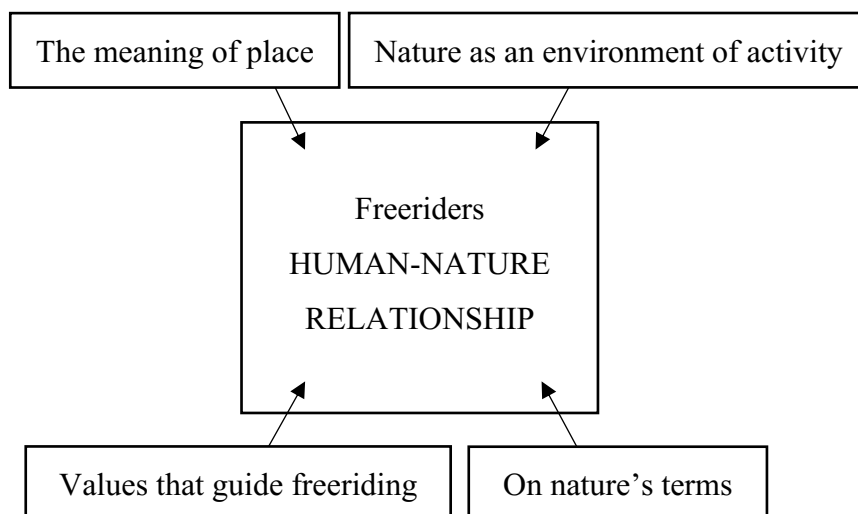 The meaning of place
Nature as an environment of activity
Freeriders
HUMAN-NATURE
RELATIONSHIP
Values that guide freeriding
On nature’s terms